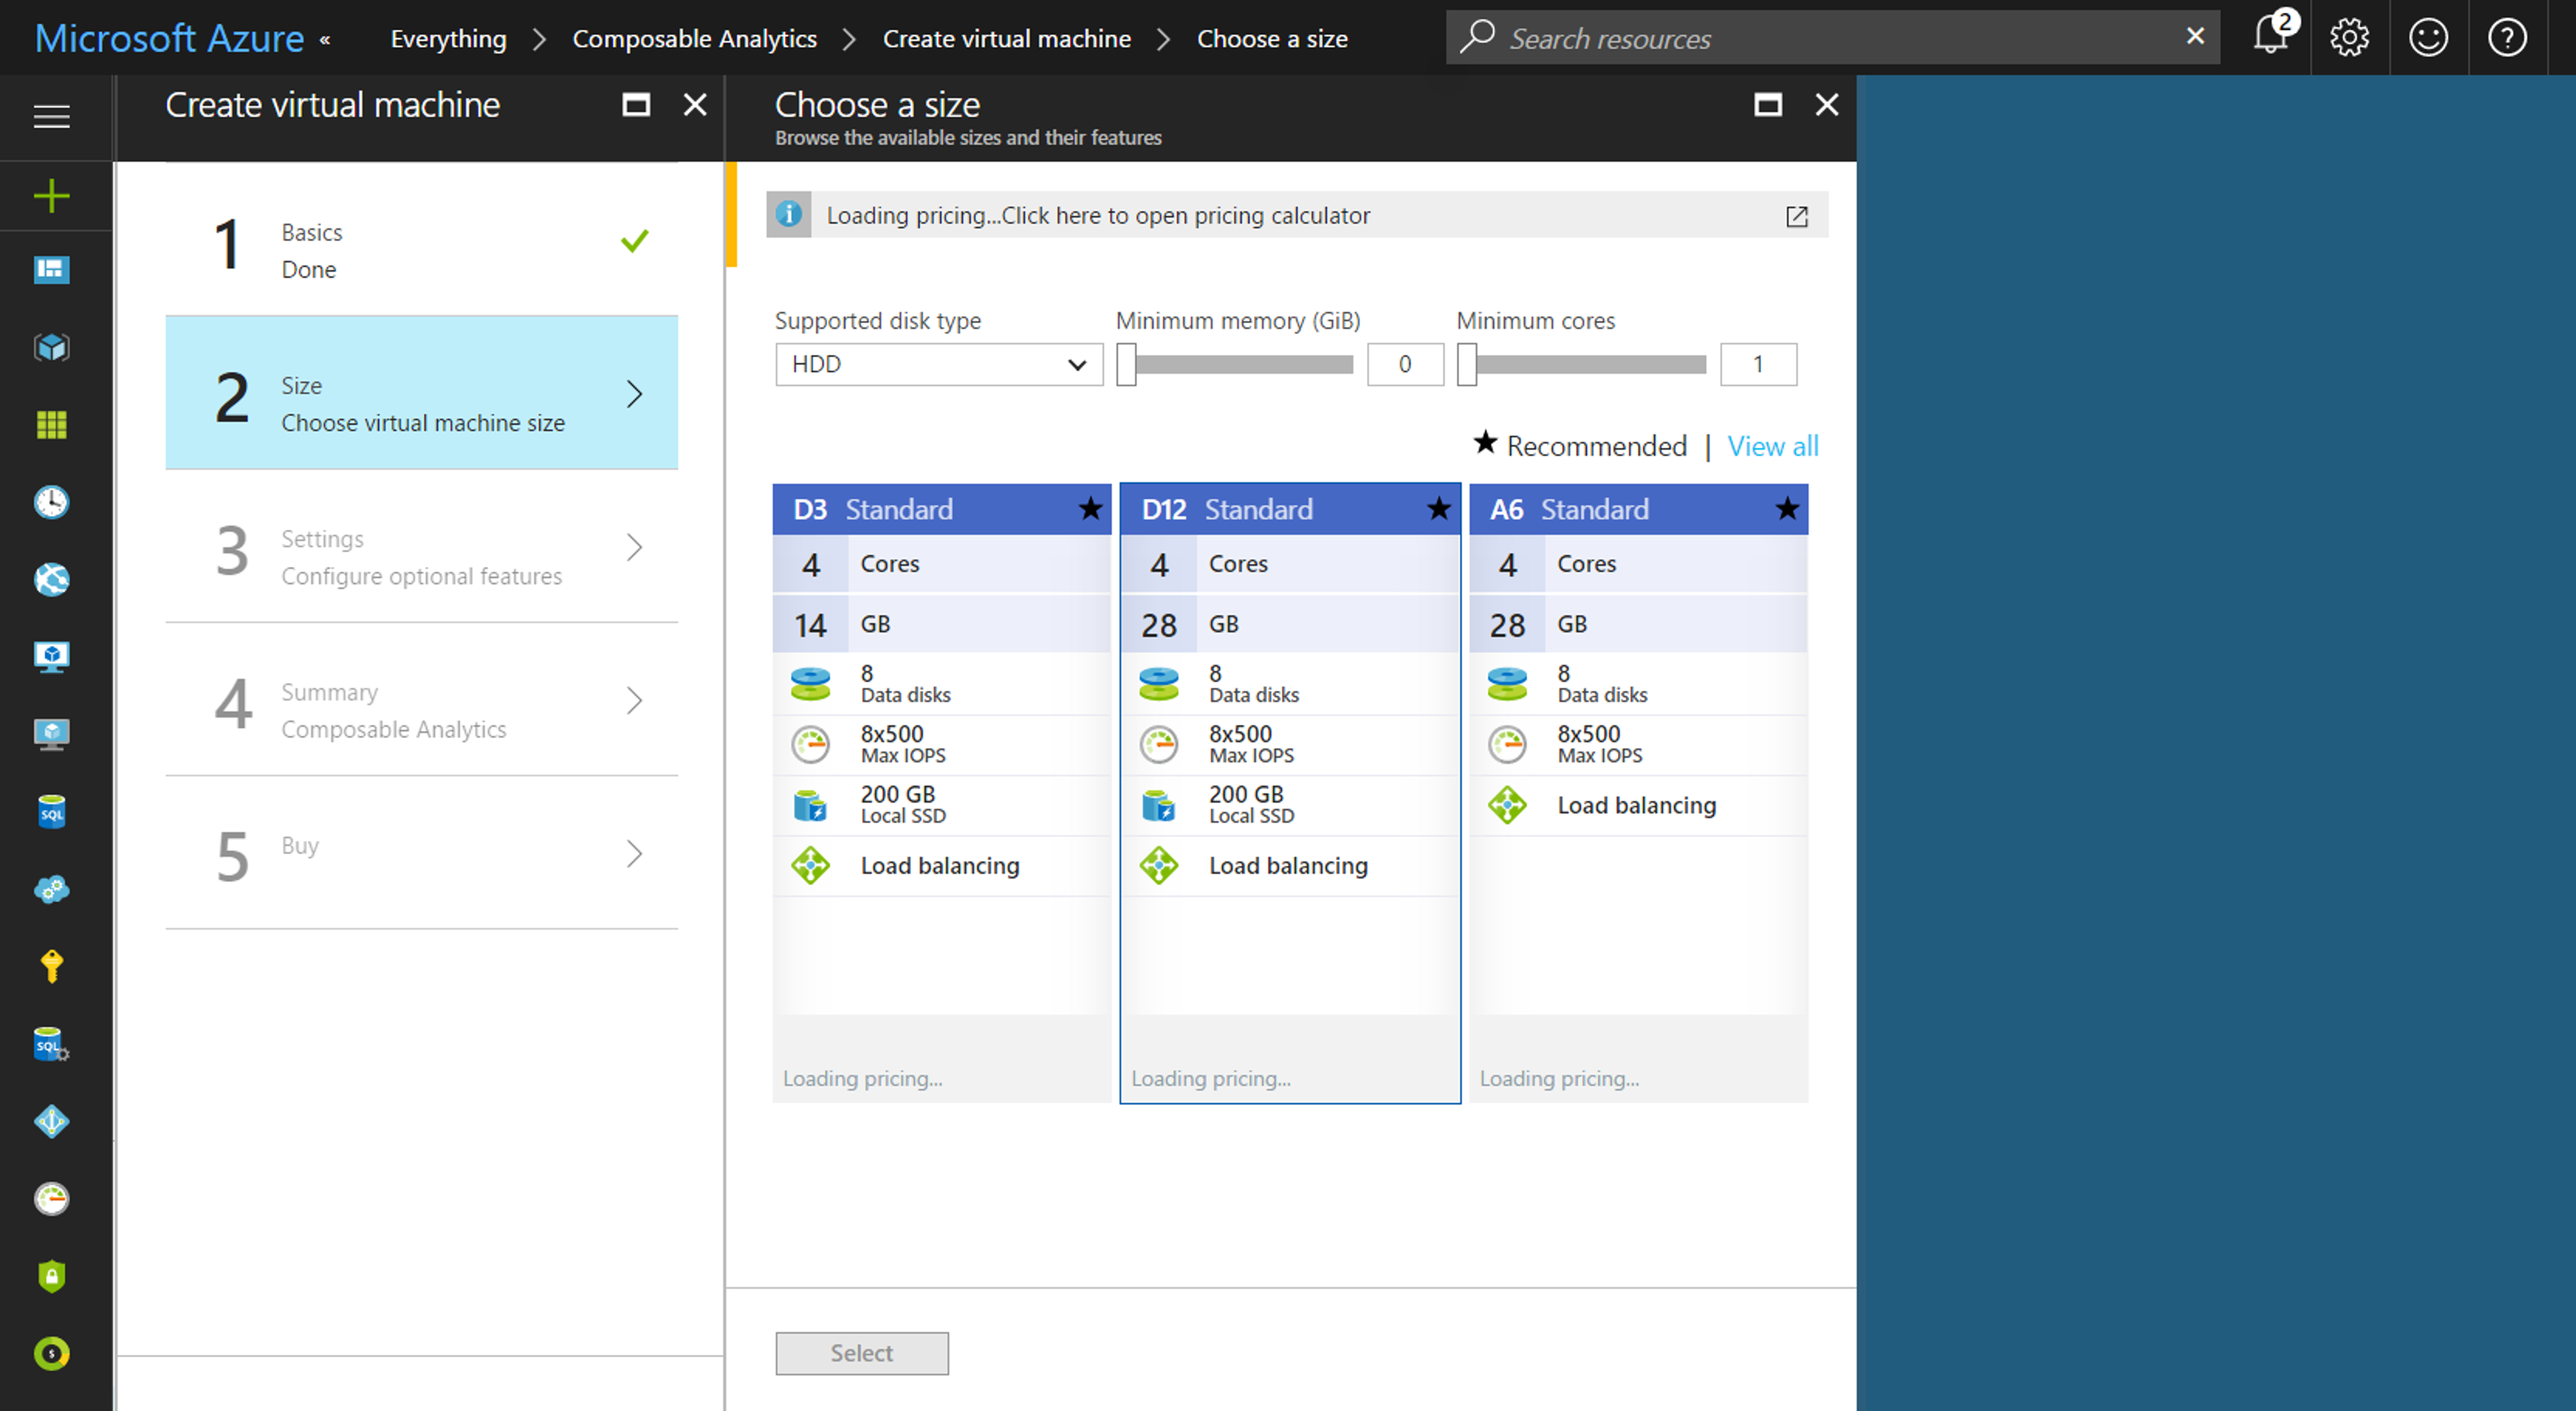 Microsoft Azure «
Everything > Composable Analytics > Create virtual machine > Choose a size
Search resources
2
Create virtual machine
1
Basics
Done
2
Size
Choose virtual machine size
3
Settings
Configure optional features
4
Summary
Composable Analytics
5
Buy
Choose a size
Browse the available sizes and their features
Loading pricing...Click here to open pricing calculator
Supported disk type
HDD
Minimum memory (GiB)
0
Minimum cores
1
★ Recommended | View all
D3 Standard
4 Cores
14 GB
8
Data disks
8x500
Max IOPS
200 GB
Local SSD
Load balancing
Loading pricing...
D12 Standard
4 Cores
28 GB
8
Data disks
8x500
Max IOPS
200 GB
Local SSD
Load balancing
Loading pricing...
A6 Standard
4 Cores
28 GB
8
Data disks
8x500
Max IOPS
Load balancing
Loading pricing...
Select
SQL
SQL